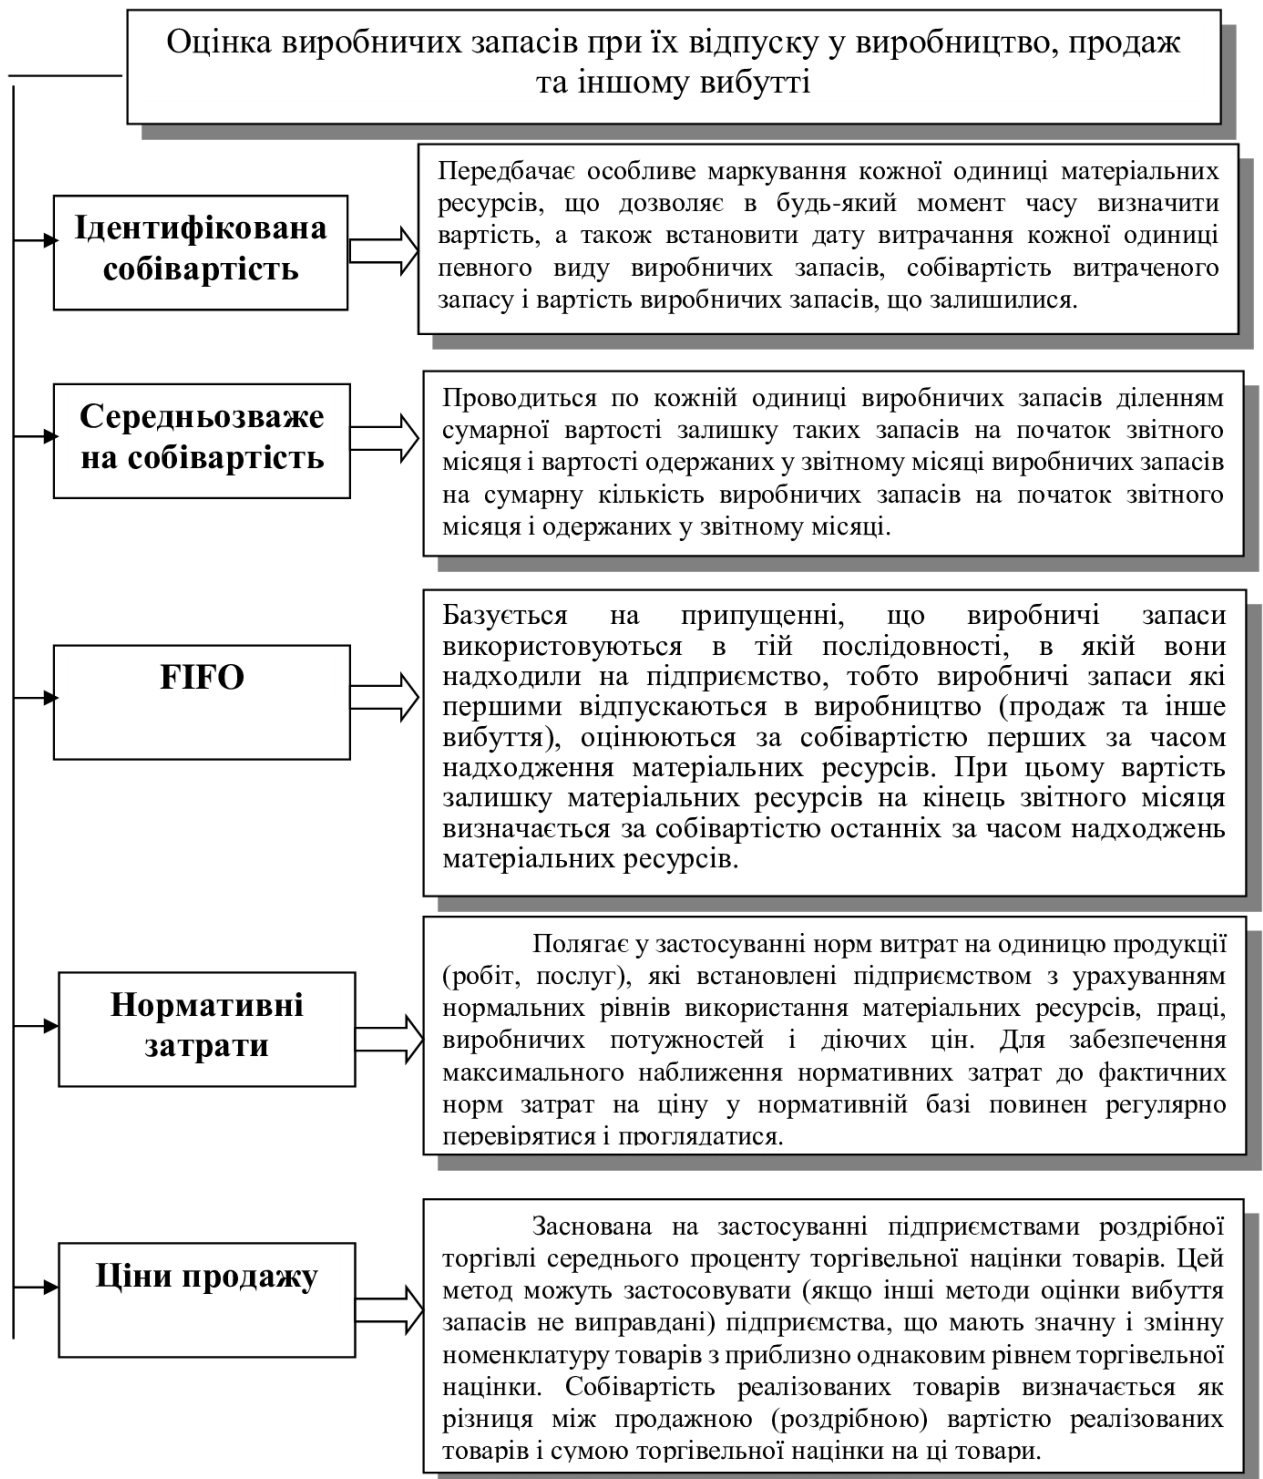 Оцінка виробничих запасів при їх відпуску у виробництво, продаж
та іншому вибутті
Ідентифікована
собівартість
Передбачає особливе маркування кожної одиниці матеріальних
ресурсів, що дозволяє в будь-який момент часу визначити
вартість, а також встановити дату витрачання кожної одиниці
певного виду виробничих запасів, собівартість витраченого
запасу і вартість виробничих запасів, що залишилися.
Середньозваже
на собівартість
Проводиться по кожній одиниці виробничих запасів діленням
сумарної вартості залишку таких запасів на початок звітного
місяця і вартості одержаних у звітному місяці виробничих запасів
на сумарну кількість виробничих запасів на початок звітного
місяця і одержаних у звітному місяці.
FIFO
Базується на припущенні, що виробничі запаси
використовуються в тій послідовності, в якій вони
надходили на підприємство, тобто виробничі запаси які
першими відпускаються в виробництво (продаж та інше
вибуття), оцінюються за собівартістю перших за часом
надходження матеріальних ресурсів. При цьому вартість
залишку матеріальних ресурсів на кінець звітного місяця
визначається за собівартістю останніх за часом надходжень
матеріальних ресурсів.
Нормативні
затрати
Полягає у застосуванні норм витрат на одиницю продукції
(робіт, послуг), які встановлені підприємством з урахуванням
нормальних рівнів використання матеріальних ресурсів, праці,
виробничих потужностей і діючих цін. Для забезпечення
максимального наближення нормативних затрат до фактичних
норм затрат на ціну у нормативній базі повинен регулярно
перевірятися і проглядатися.
Ціни продажу
Заснована на застосуванні підприємствами роздрібної
торгівлі середнього проценту торгівельної націнки товарів. Цей
метод можуть застосовувати (якщо інші методи оцінки вибуття
запасів не виправдані) підприємства, що мають значну і змінну
номенклатуру товарів з приблизно однаковим рівнем торгівельної
націнки. Собівартість реалізованих товарів визначається як
різниця між продажною (роздрібною) вартістю реалізованих
товарів і сумою торгівельної націнки на ці товари.